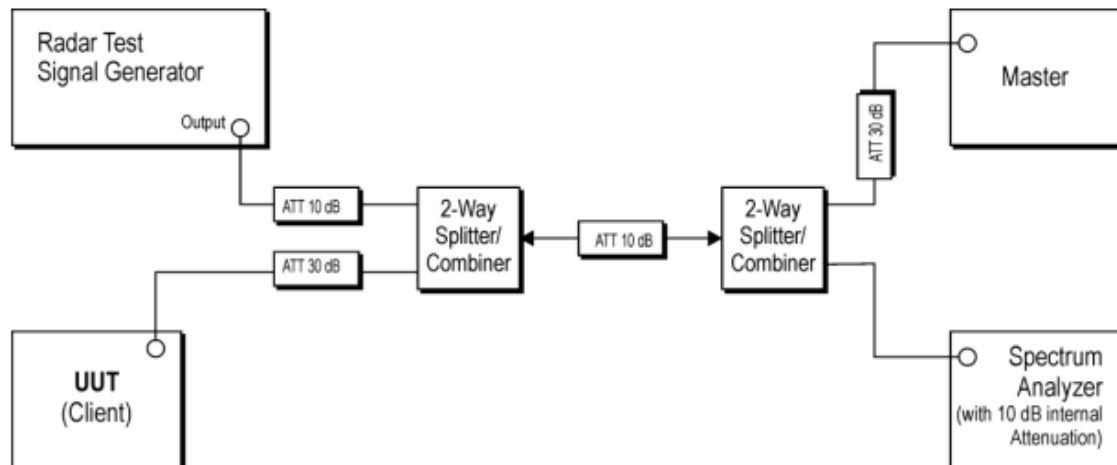 Radar Test
Signal Generator
Output
ATT 10 dB
ATT 30 dB
2-Way
Splitter/
Combiner
ATT 10 dB
2-Way
Splitter/
Combiner
ATT 30 dB
Master
UUT
(Client)
Spectrum
Analyzer
(with 10 dB internal
Attenuation)